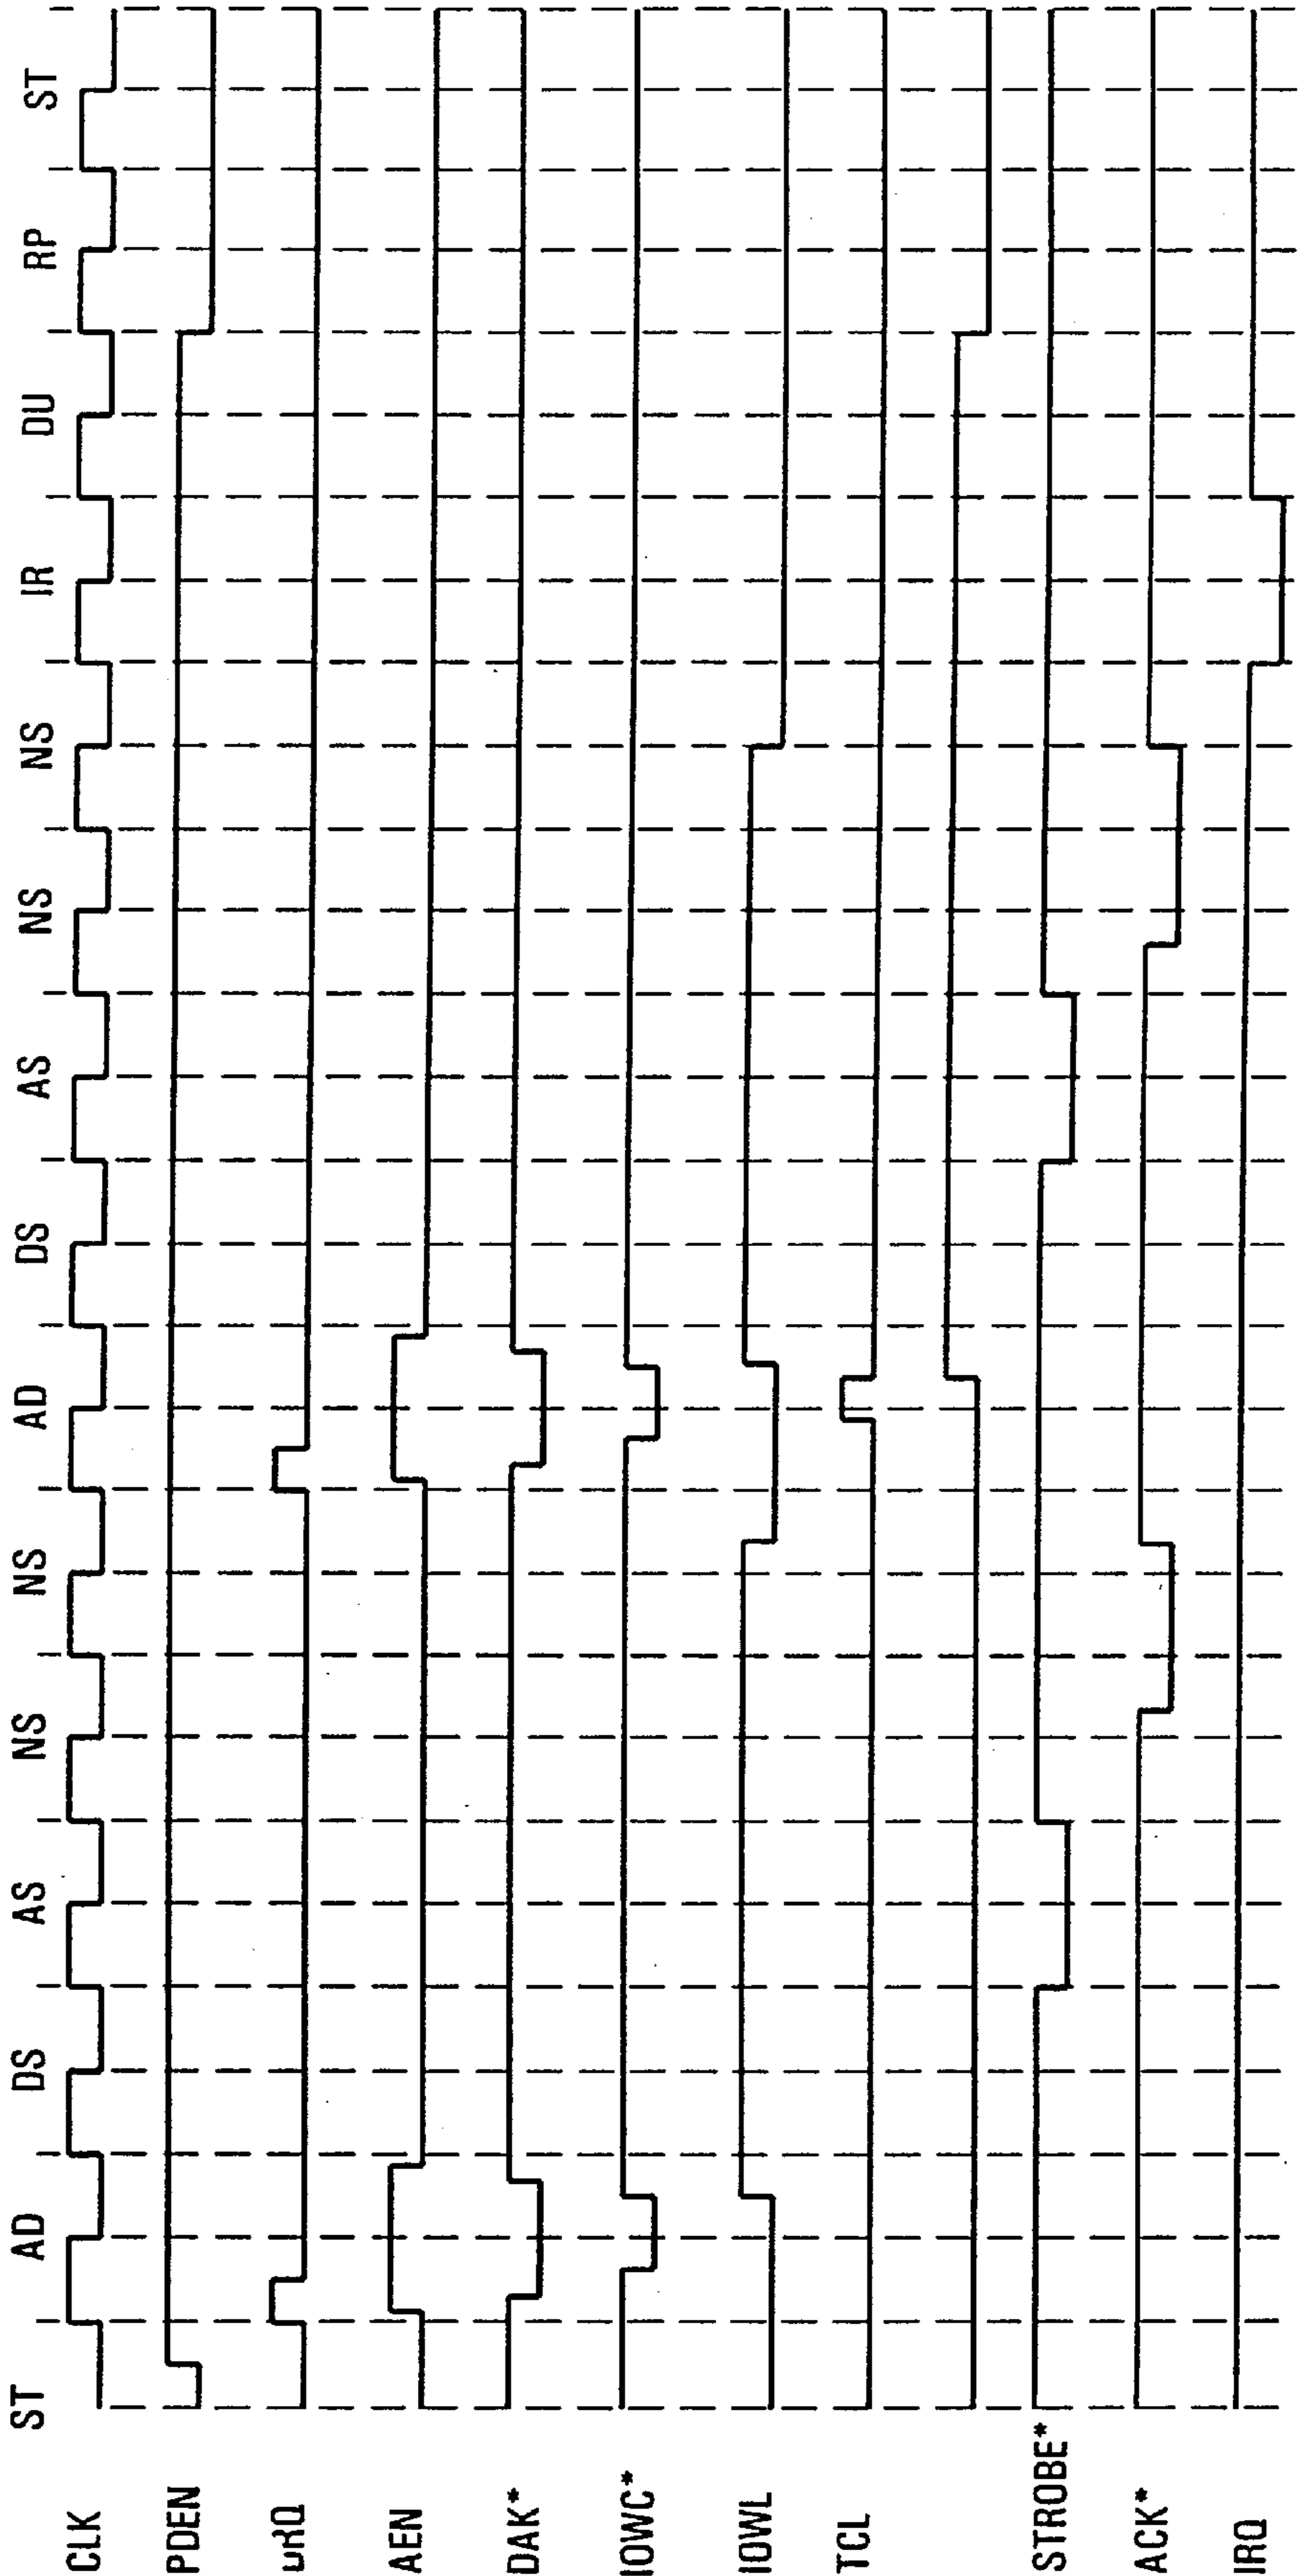 ST AD DS AS NS NS AD DS AS NS NS IR DU RP ST
CLK
PDEN
DRQ
AEN
DAK*
IOWC*
IOWL
TCL
STROBE*
ACK*
IRQ